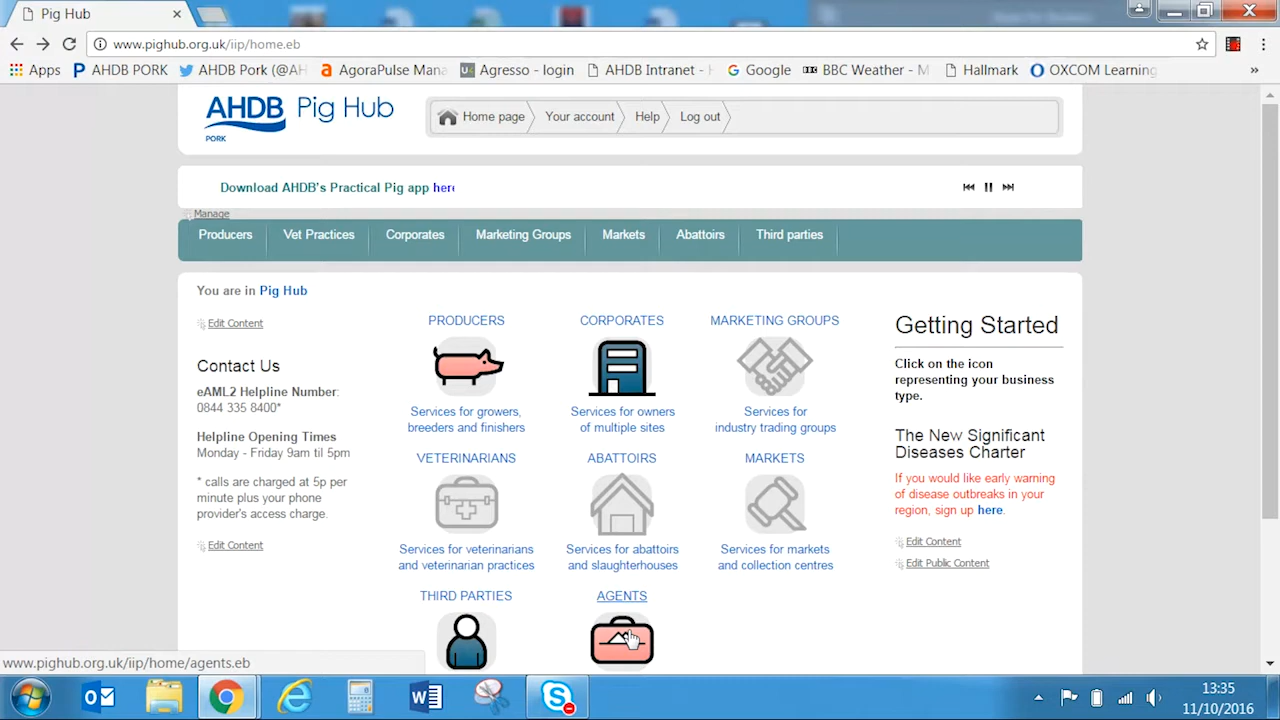 Pig Hub
www.pighub.org.uk/iip/home.eb
Apps AHDB PORK AHDB Pork (@AH AgoraPulse Mana Agresso - login AHDB Intranet - Google BBC Weather - M Hallmark OXCOM Learning »
AHDB Pig Hub
PORK
Home page Your account Help Log out
Download AHDB's Practical Pig app here
Manage
Producers Vet Practices Corporates Marketing Groups Markets Abattoirs Third parties
You are in Pig Hub
Edit Content
Contact Us
eAML2 Helpline Number:
0844 335 8400*
Helpline Opening Times
Monday - Friday 9am til 5pm
* calls are charged at 5p per
minute plus your phone
provider's access charge.
Edit Content
PRODUCERS
Services for growers,
breeders and finishers
CORPORATES
Services for owners
of multiple sites
MARKETING GROUPS
Services for
industry trading groups
VETERINARIANS
Services for veterinarians
and veterinarian practices
ABATTOIRS
Services for abattoirs
and slaughterhouses
MARKETS
Services for markets
and collection centres
THIRD PARTIES
AGENTS
Getting Started
Click on the icon
representing your business
type.
The New Significant
Diseases Charter
If you would like early warning
of disease outbreaks in your
region, sign up here.
Edit Content
Edit Public Content
www.pighub.org.uk/iip/home/agents.eb
13:35
11/10/2016